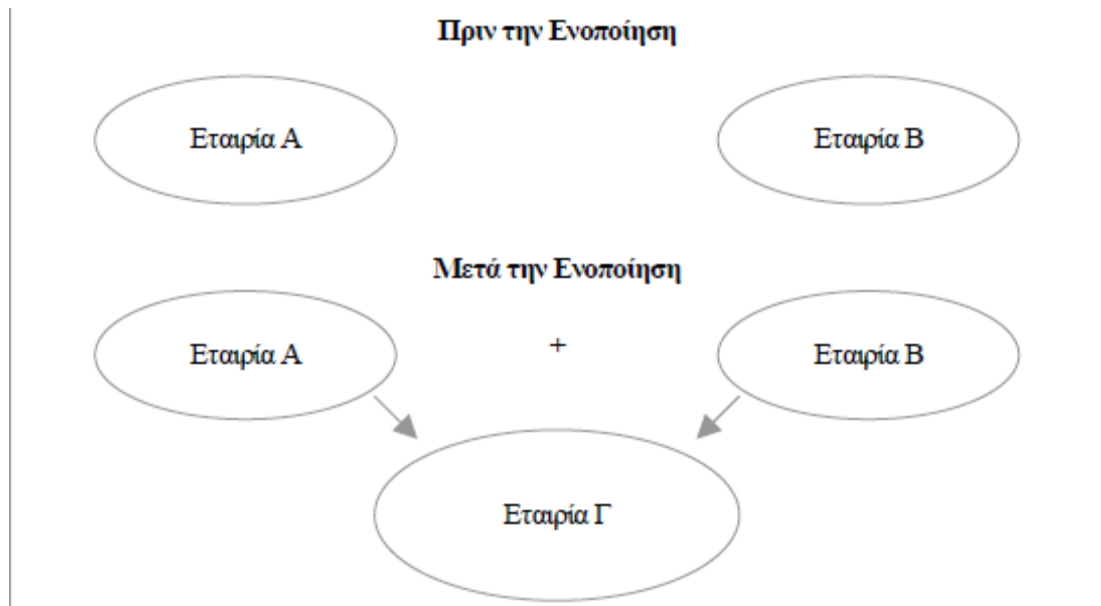 Πριν την Ενοποίηση
Εταιρία Α
Εταιρία Β
Μετά την Ενοποίηση
Εταιρία Α
+
Εταιρία Β
Εταιρία Γ